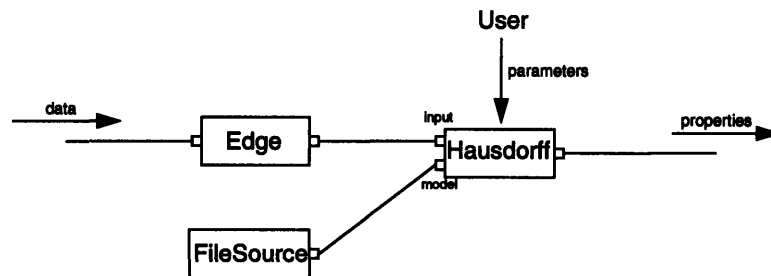 User
parameters
data
input
properties
Edge
Hausdorff
model
FileSource